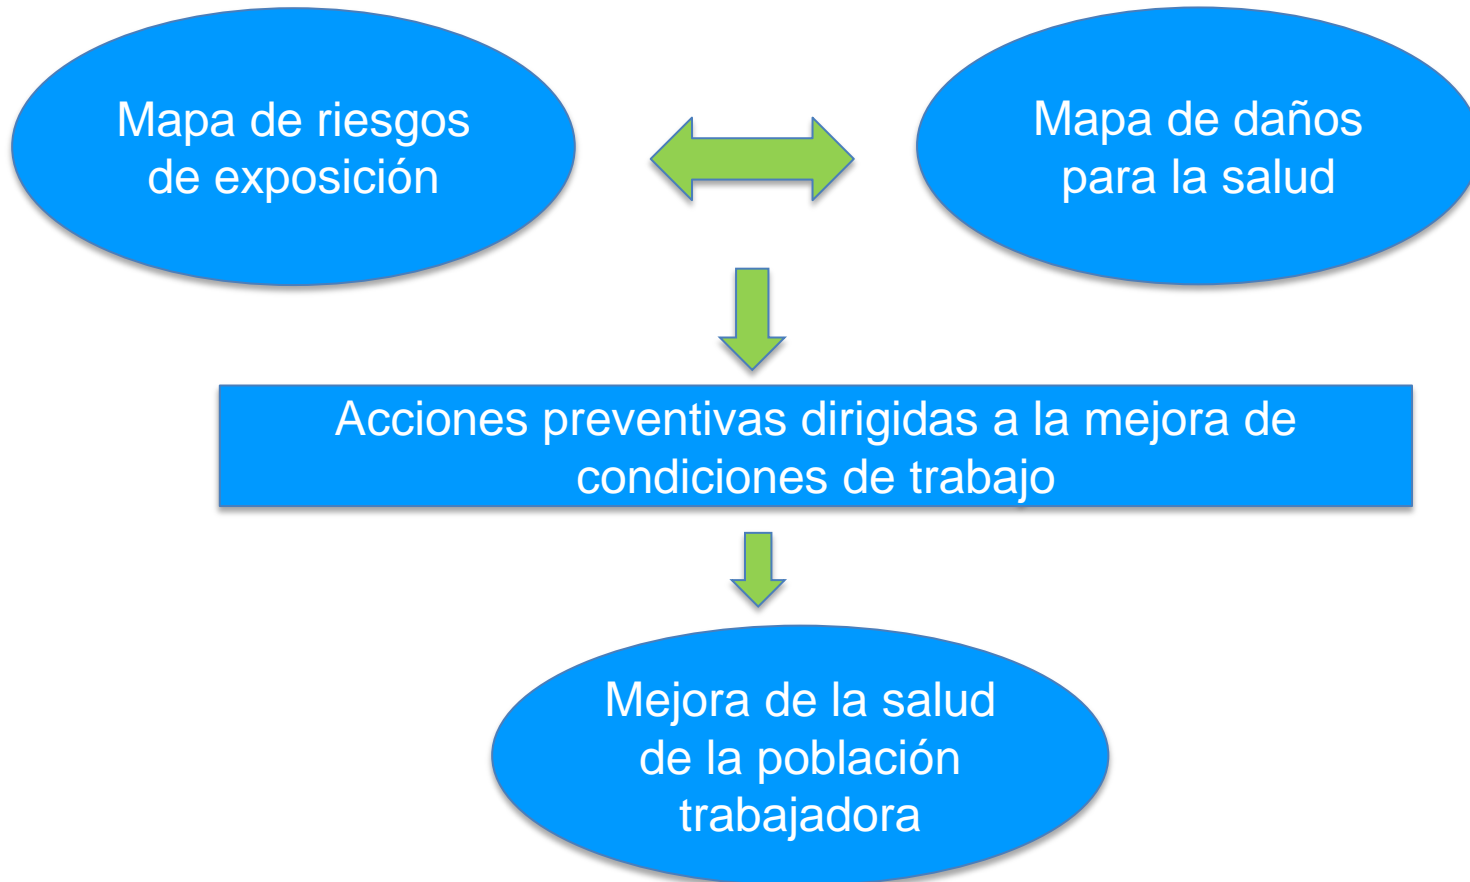 Mapa de riesgos
de exposición
Mapa de daños
para la salud
Acciones preventivas dirigidas a la mejora de
condiciones de trabajo
Mejora de la salud
de la población
trabajadora